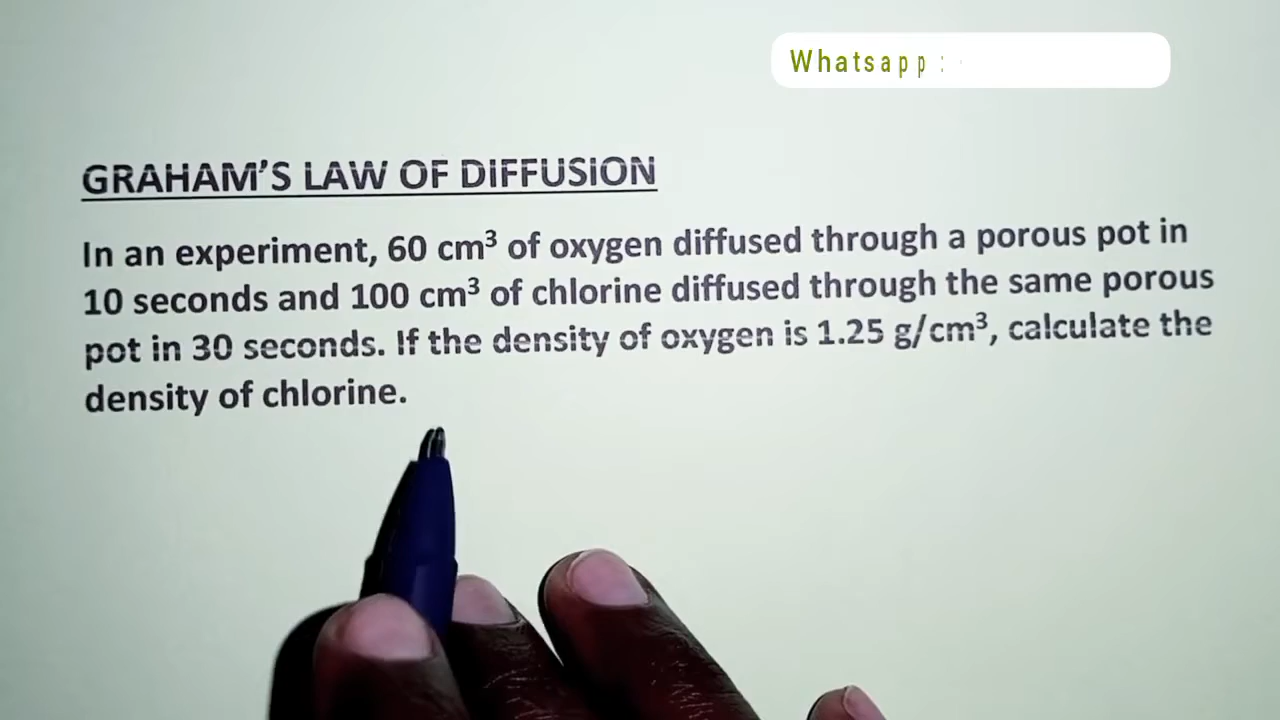 Whatsapp :
GRAHAM'S LAW OF DIFFUSION
In an experiment, 60 cm³ of oxygen diffused through a porous pot in
10 seconds and 100 cm³ of chlorine diffused through the same porous
pot in 30 seconds. If the density of oxygen is 1.25 g/cm³, calculate the
density of chlorine.